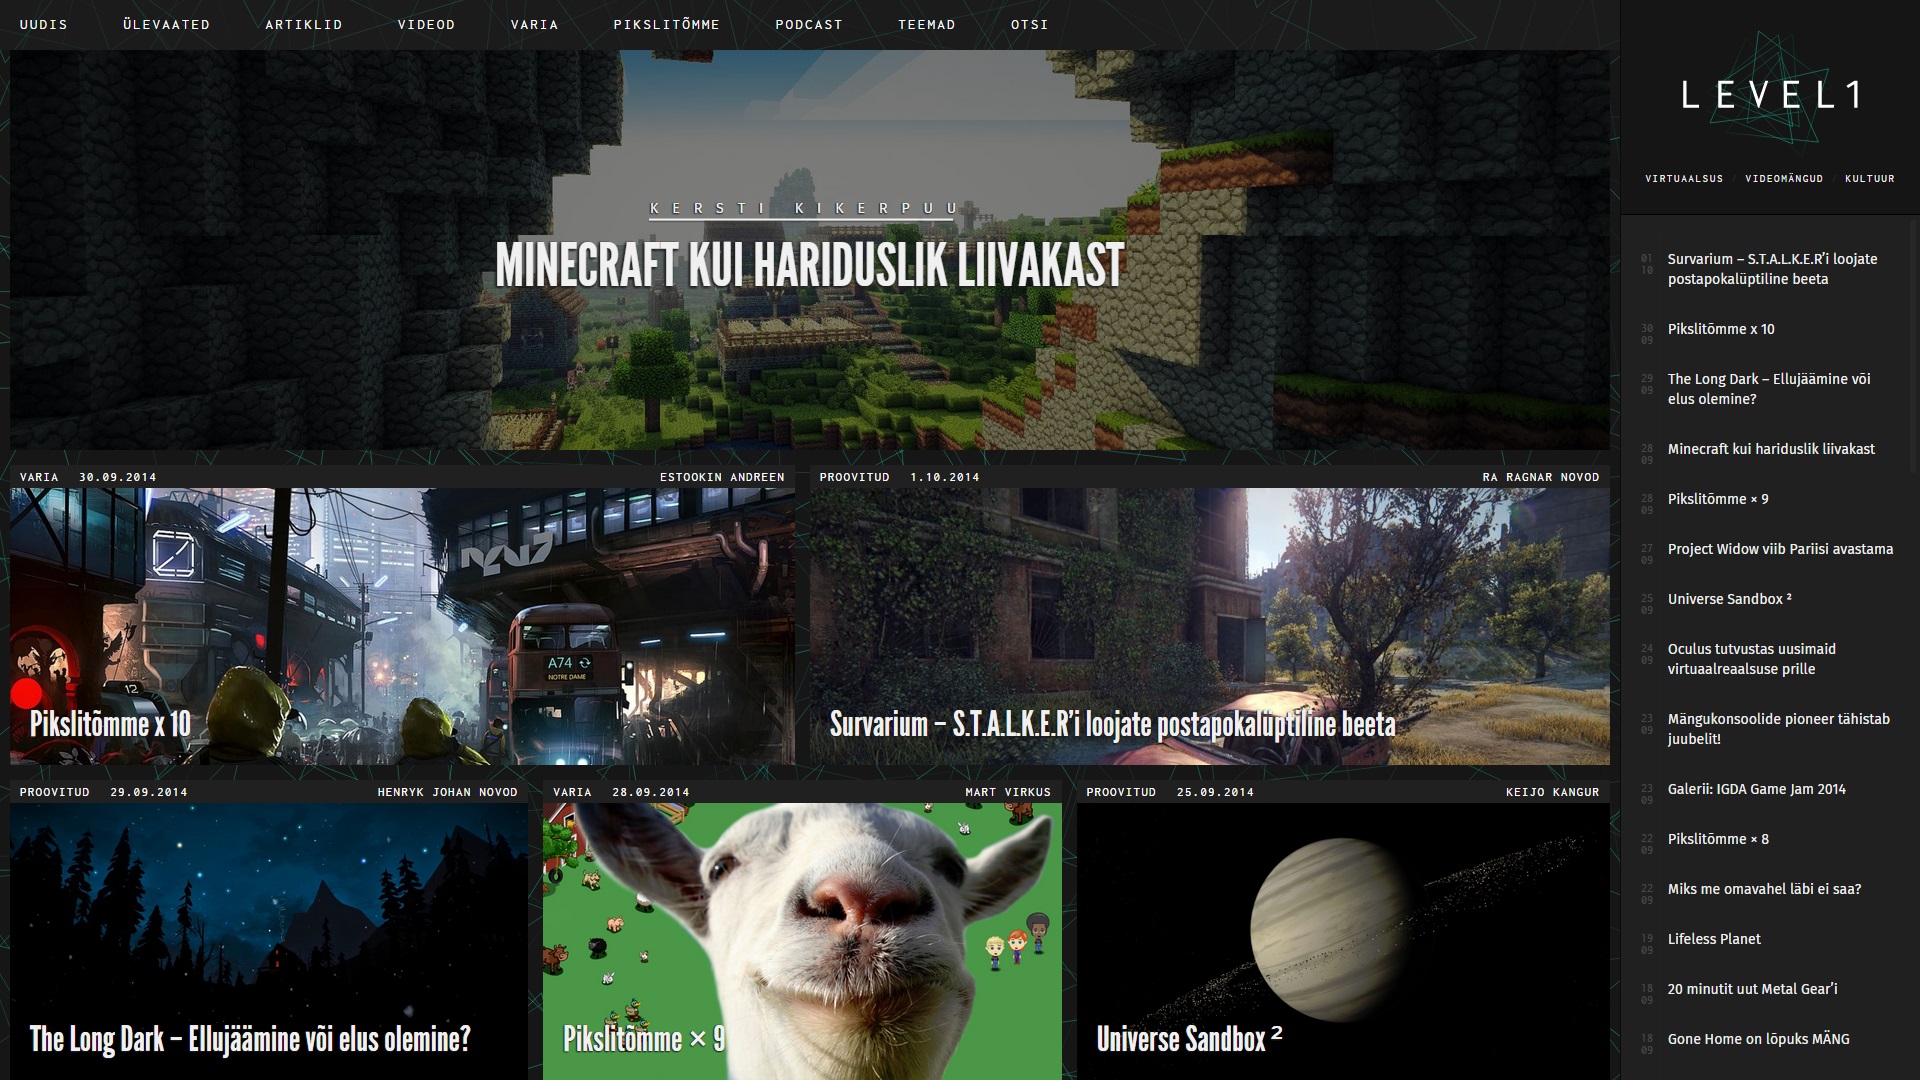 UUDIS ÜLEVAATED ARTIKLID VIDEOD VARIA PIKSLITÕMME PODCAST TEEMAD OTSI
KERSTI KIKERPUU
MINECRAFT KUI HARIDUSLIK LIIVAKAST
VARIA 30.09.2014 ESTOOKIN ANDREEN
12
A74
NOTRE DAME
Pikslitõmme x 10
PROOVITUD 1.10.2014 RA RAGNAR NOVOD
Survarium – S.T.A.L.K.E.R’i loojate postapokalüptiline beeta
PROOVITUD 29.09.2014 HENRYK JOHAN NOVOD
The Long Dark – Ellujäämine või elus olemine?
VARIA 28.09.2014 MART VIRKUS
Pikslitõmme × 9
PROOVITUD 25.09.2014 KEIJO KANGUR
Universe Sandbox ²
LEVEL1
VIRTUAALSUS / VIDEOMÄNGUD / KULTUUR
01
10
Survarium – S.T.A.L.K.E.R’i loojate
postapokalüptiline beeta
30
09
Pikslitõmme x 10
29
09
The Long Dark – Ellujäämine või
elus olemine?
28
09
Minecraft kui hariduslik liivakast
28
09
Pikslitõmme × 9
27
09
Project Widow viib Pariisi avastama
25
09
Universe Sandbox ²
24
09
Oculus tutvustas uusimaid
virtuaalreaalsuse prille
23
09
Mängukonsoolide pioneer tähistab
juubelit!
23
09
Galerii: IGDA Game Jam 2014
22
09
Pikslitõmme × 8
22
09
Miks me omavahel läbi ei saa?
19
09
Lifeless Planet
18
09
20 minutit uut Metal Gear’i
18
09
Gone Home on lõpuks MÄNG